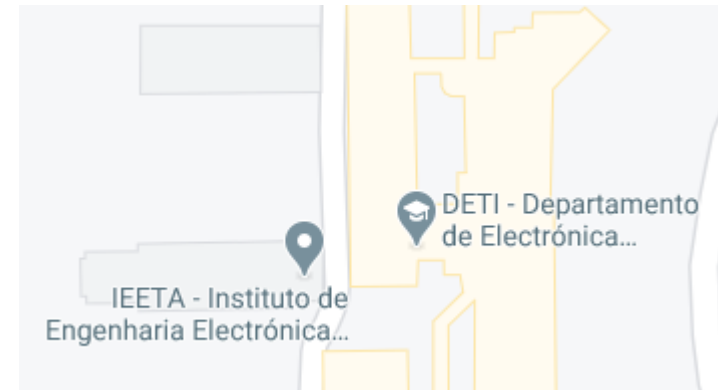 DETI - Departamento
de Electrónica...
IEETA - Instituto de
Engenharia Electrónica...